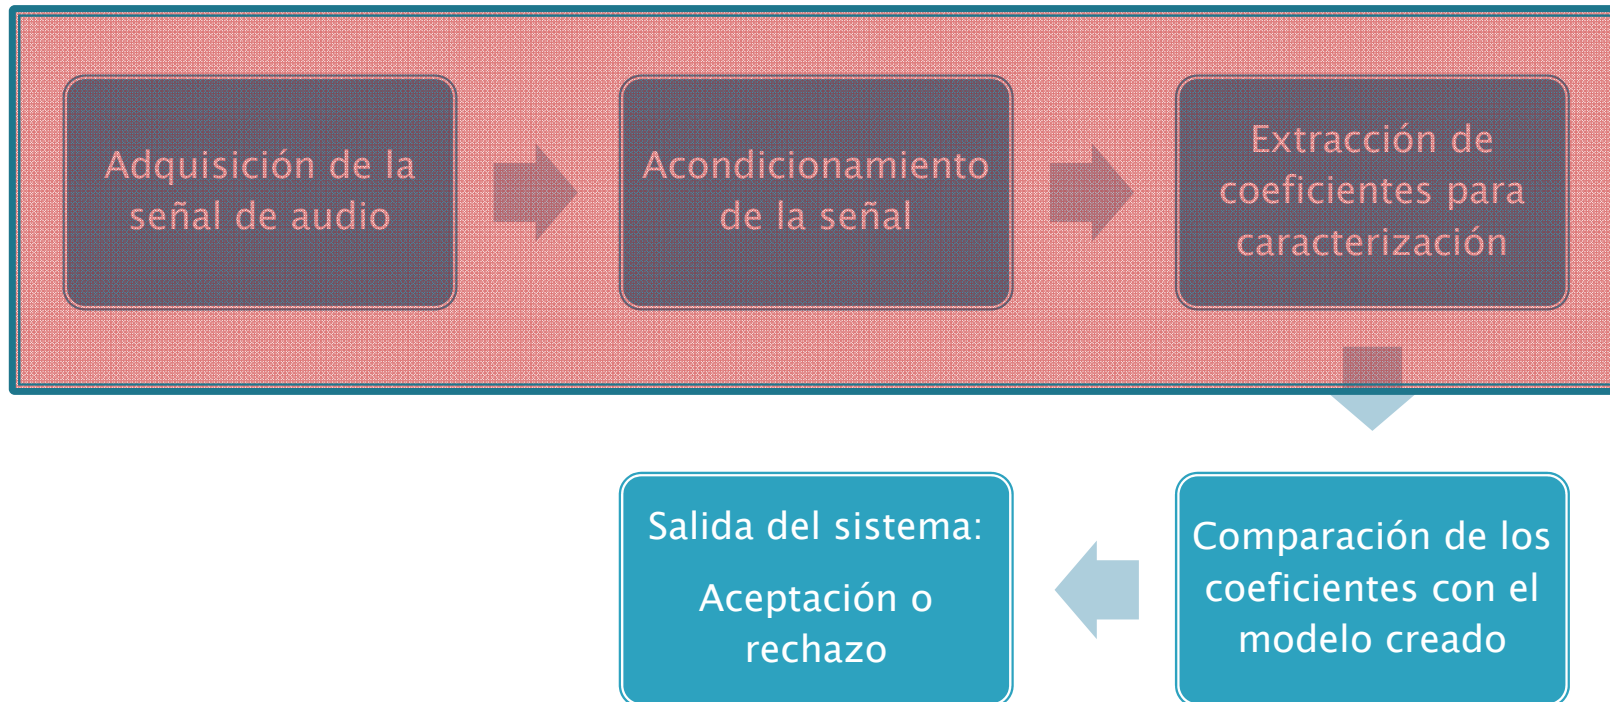 Adquisición de la
señal de audio
Acondicionamiento
de la señal
Extracción de
coeficientes para
caracterización
Comparación de los
coeficientes con el
modelo creado
Salida del sistema:
Aceptación o
rechazo